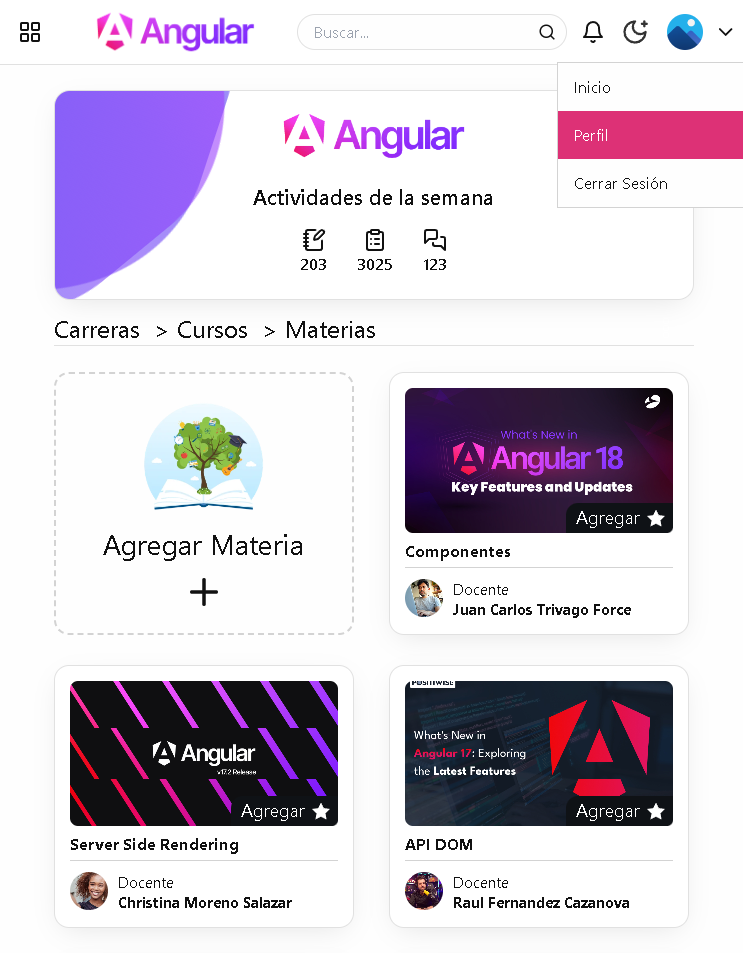 Angular
Buscar...
Inicio
Perfil
Cerrar Sesión
Angular
Actividades de la semana
203 3025 123
Carreras > Cursos > Materias
Agregar Materia
What's New in
Angular 18
Key Features and Updates
Agregar
Componentes
Docente
Juan Carlos Trivago Force
Angular
v17.2 Release
Agregar
Server Side Rendering
Docente
Christina Moreno Salazar
POSITIWISE
What's New in
Angular 17: Exploring
the Latest Features
Agregar
API DOM
Docente
Raul Fernandez Cazanova